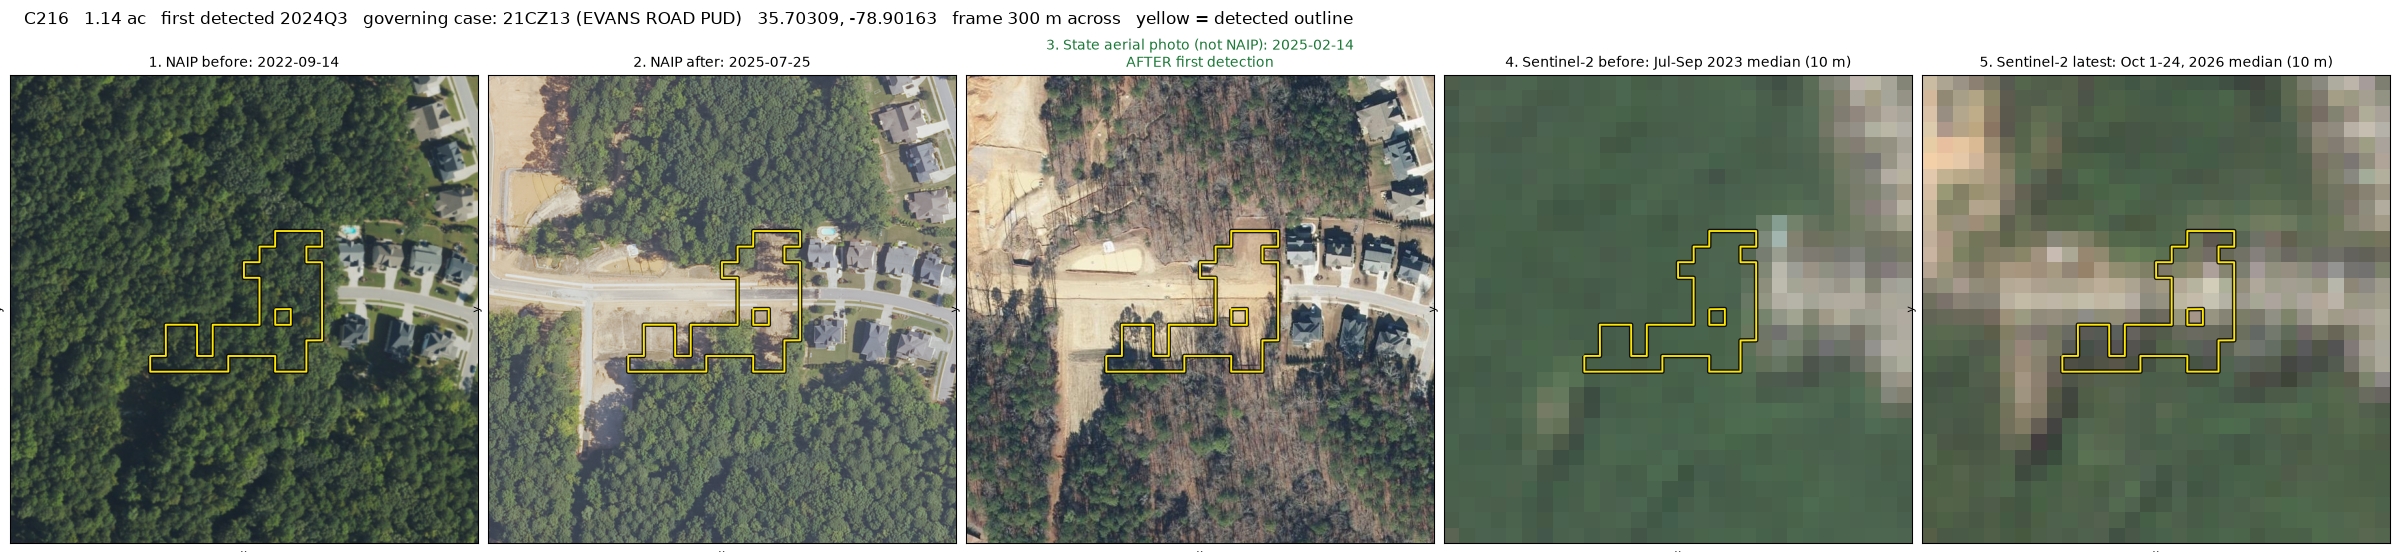 C216   1.14 ac   first detected 2024Q3   governing case: 21CZ13 (EVANS ROAD PUD)   35.70309, -78.90163   frame 300 m across   yellow = detected outline
1. NAIP before: 2022-09-14
2. NAIP after: 2025-07-25
3. State aerial photo (not NAIP): 2025-02-14
AFTER first detection
4. Sentinel-2 before: Jul-Sep 2023 median (10 m)
5. Sentinel-2 latest: Oct 1-24, 2026 median (10 m)